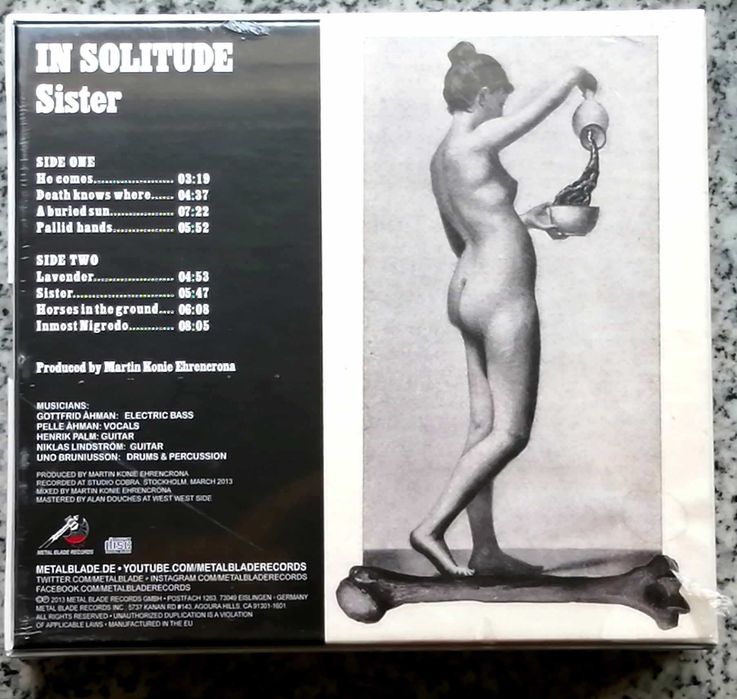 IN SOLITUDE
Sister
SIDE ONE
He comes........................ 03:19
Death knows where...... 04:37
A buried sun................... 07:22
Pallid hands.................. 05:52
SIDE TWO
Lavender........................ 04:53
Sister.............................. 05:47
Horses in the ground.... 06:08
Inmost Nigredo............. 08:05
Produced by Martin Konie Ehrencrona
MUSICIANS:
GOTTFRID ÅHMAN: ELECTRIC BASS
PELLE ÅHMAN: VOCALS
HENRIK PALM: GUITAR
NIKLAS LINDSTRÖM: GUITAR
UNO BRUNIUSSON: DRUMS & PERCUSSION
PRODUCED BY MARTIN KONIE EHRENCRONA
RECORDED AT STUDIO COBRA, STOCKHOLM, MARCH 2013
MIXED BY MARTIN KONIE EHRENCRONA
MASTERED BY ALAN DOUCHES AT WEST WEST SIDE
METAL BLADE RECORDS
COMPACT disc DIGITAL AUDIO
METALBLADE.DE • YOUTUBE.COM/METALBLADERECORDS
TWITTER.COM/METALBLADE • INSTAGRAM.COM/METALBLADERECORDS
FACEBOOK.COM/METALBLADERECORDS
©℗ 2013 METAL BLADE RECORDS GMBH • POSTFACH 1263, 73049 EISLINGEN • GERMANY
METAL BLADE RECORDS INC. 5737 KANAN RD #143, AGOURA HILLS, CA 91301-1601
ALL RIGHTS RESERVED • UNAUTHORIZED DUPLICATION IS A VIOLATION
OF APPLICABLE LAWS • MANUFACTURED IN THE EU